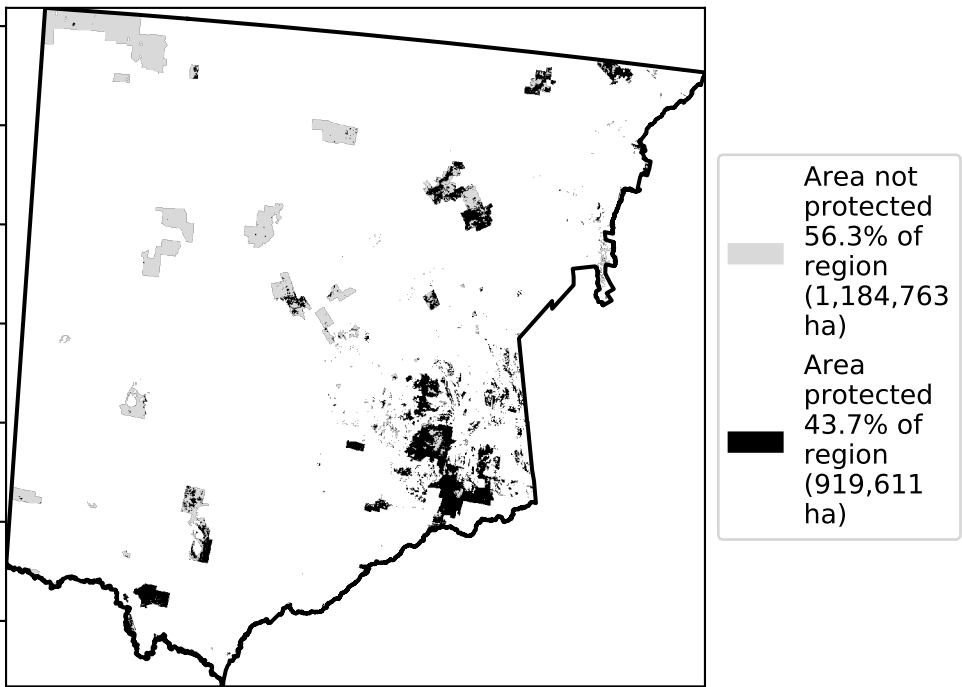 Area not
protected
56.3% of
region
(1,184,763
ha)
Area
protected
43.7% of
region
(919,611
ha)